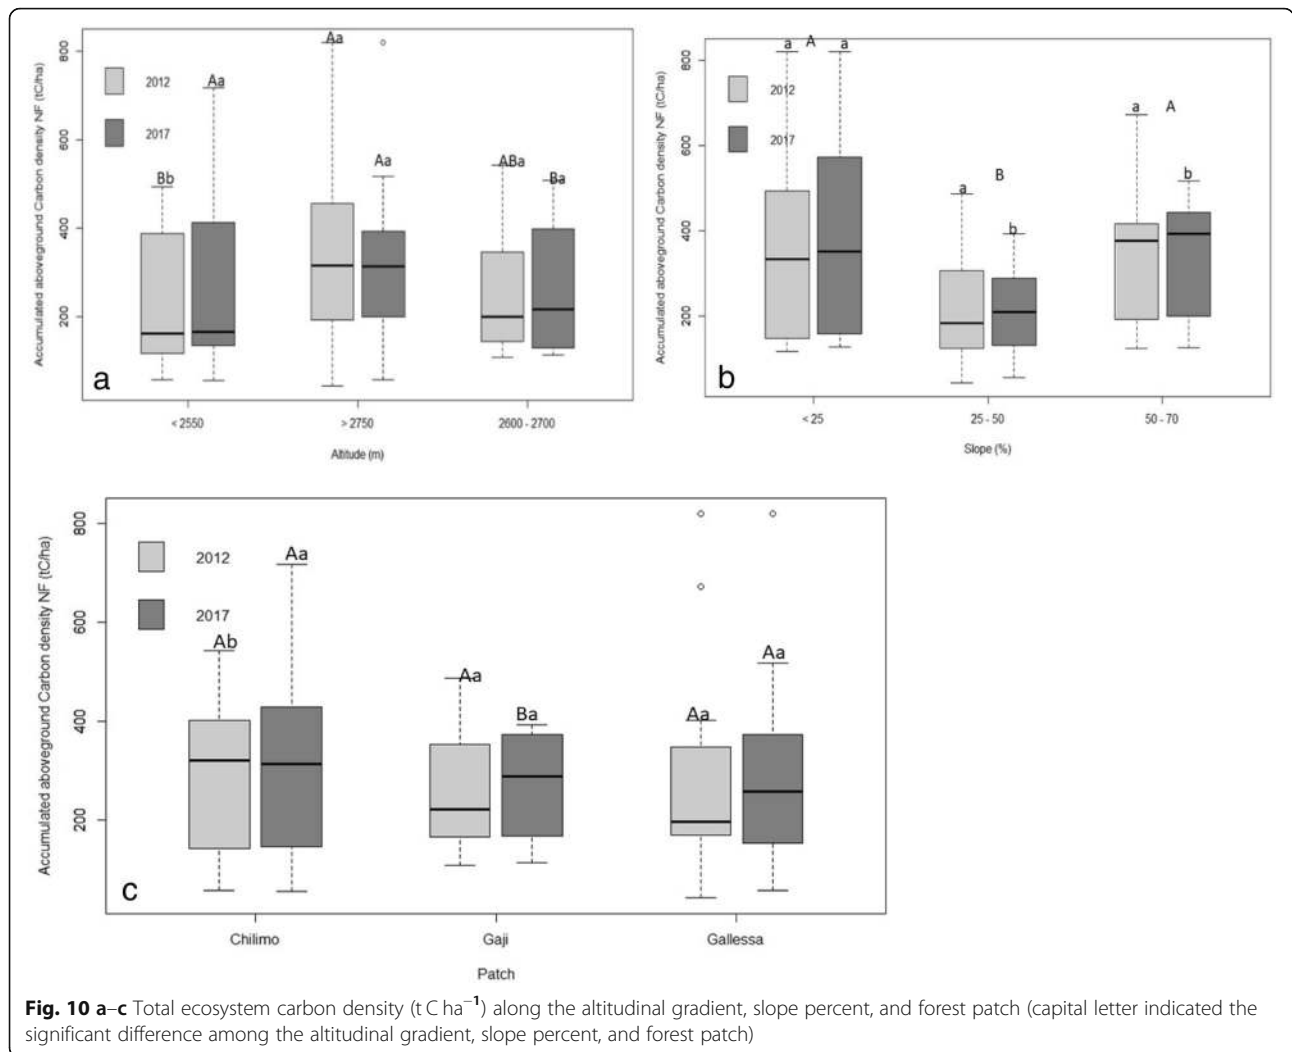 Accumulated aboveground Carbon density NF (tC/ha)
800
600
400
200
2012
2017
Bb
Aa
Aa
Aa
ABa
Ba
a
< 2550
> 2750
2600 - 2700
Altitude (m)
Accumulated aboveground Carbon density NF (tC/ha)
800
600
400
200
2012
2017
a A a
a B b
a A b
b
< 25
25 - 50
50 - 70
Slope (%)
Accumulated aboveground Carbon density NF (tC/ha)
800
600
400
200
2012
2017
Ab
Aa
Aa
Ba
Aa
Aa
c
Chilimo
Gaji
Gallessa
Patch
Fig. 10 a–c Total ecosystem carbon density (t C ha−1) along the altitudinal gradient, slope percent, and forest patch (capital letter indicated the
significant difference among the altitudinal gradient, slope percent, and forest patch)